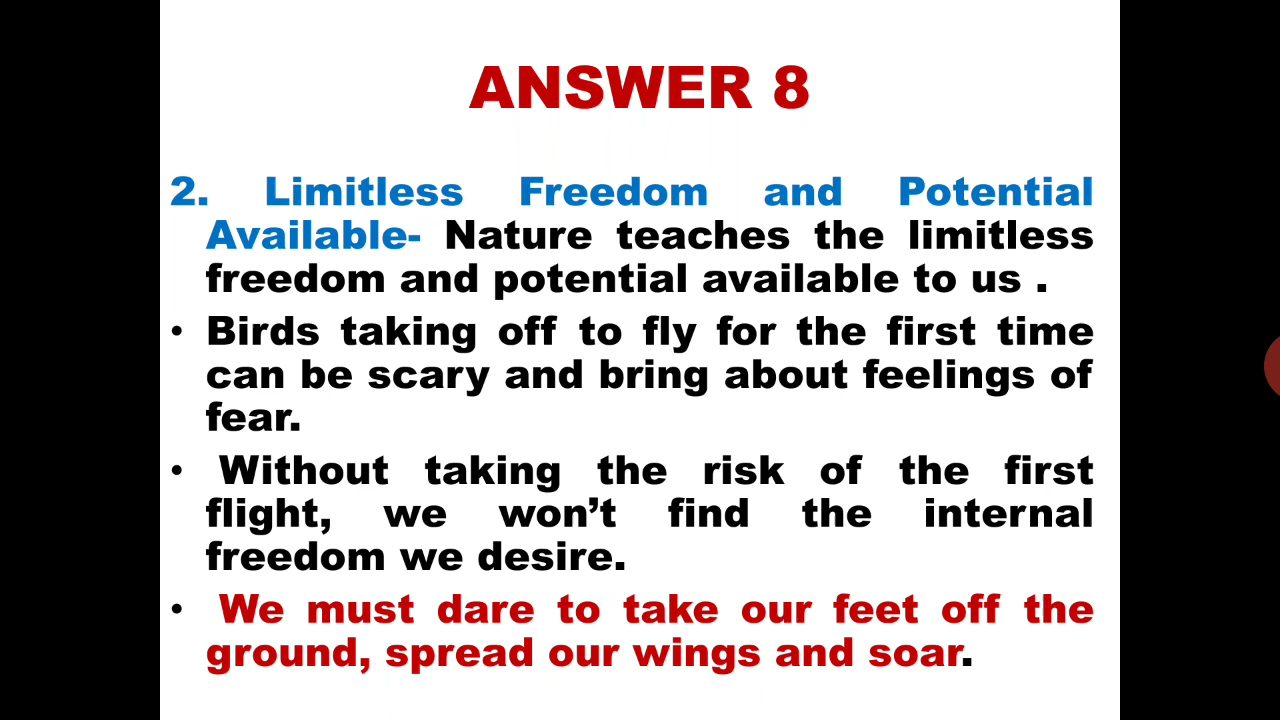 ANSWER 8
2. Limitless Freedom and Potential
Available- Nature teaches the limitless
freedom and potential available to us .
• Birds taking off to fly for the first time
can be scary and bring about feelings of
fear.
• Without taking the risk of the first
flight, we won’t find the internal
freedom we desire.
• We must dare to take our feet off the
ground, spread our wings and soar.